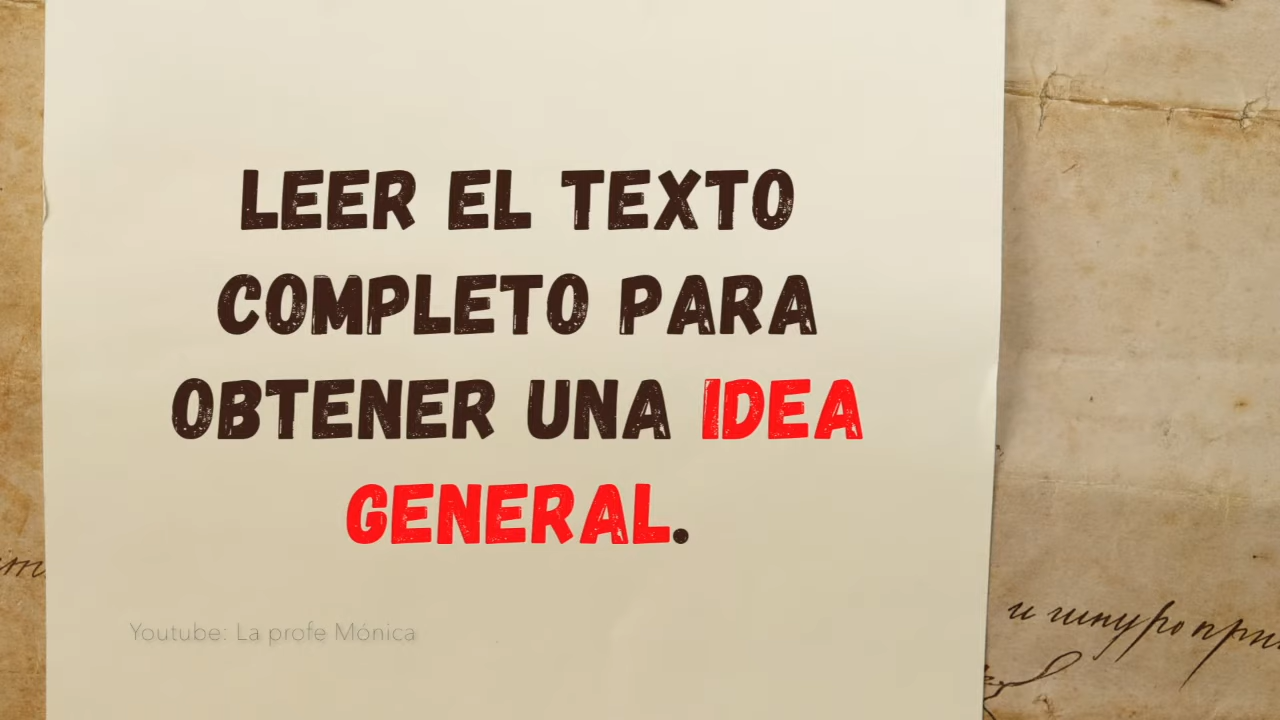 LEER EL TEXTO
COMPLETO PARA
OBTENER UNA IDEA
GENERAL.
Youtube: La profe Mónica